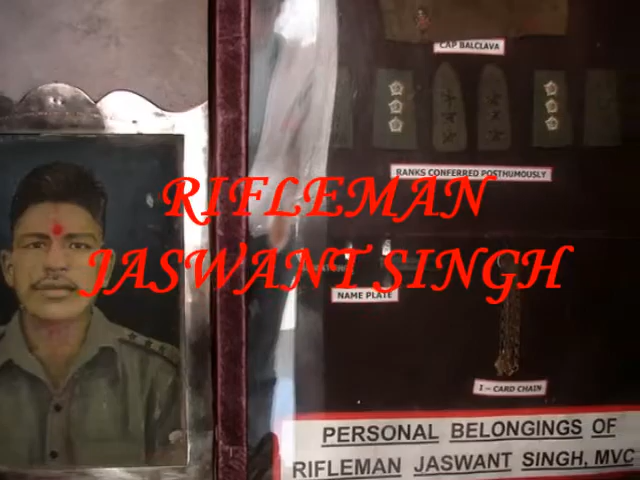 CAP BALCLAVA
RANKS CONFERRED POSTHUMOUSLY
RIFLEMAN
JASWANT SINGH
NAME PLATE
I - CARD CHAIN
PERSONAL BELONGINGS OF
RIFLEMAN JASWANT SINGH, MVC